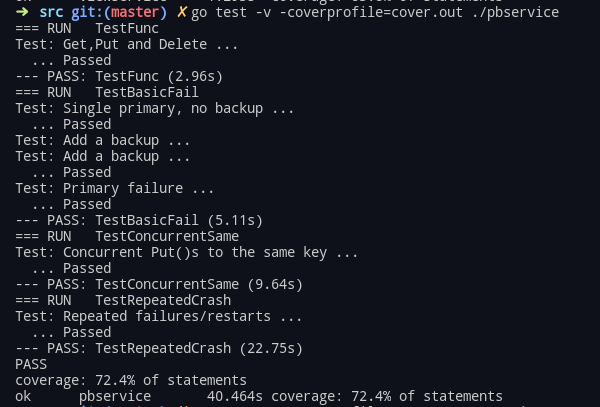 ➜ src git:(master) ✗ go test -v -coverprofile=cover.out ./pbservice
=== RUN   TestFunc
Test: Get,Put and Delete ...
  ... Passed
--- PASS: TestFunc (2.96s)
=== RUN   TestBasicFail
Test: Single primary, no backup ...
  ... Passed
Test: Add a backup ...
Test: Add a backup ...
  ... Passed
Test: Primary failure ...
  ... Passed
--- PASS: TestBasicFail (5.11s)
=== RUN   TestConcurrentSame
Test: Concurrent Put()s to the same key ...
  ... Passed
--- PASS: TestConcurrentSame (9.64s)
=== RUN   TestRepeatedCrash
Test: Repeated failures/restarts ...
  ... Passed
--- PASS: TestRepeatedCrash (22.75s)
PASS
coverage: 72.4% of statements
ok      pbservice       40.464s coverage: 72.4% of statements